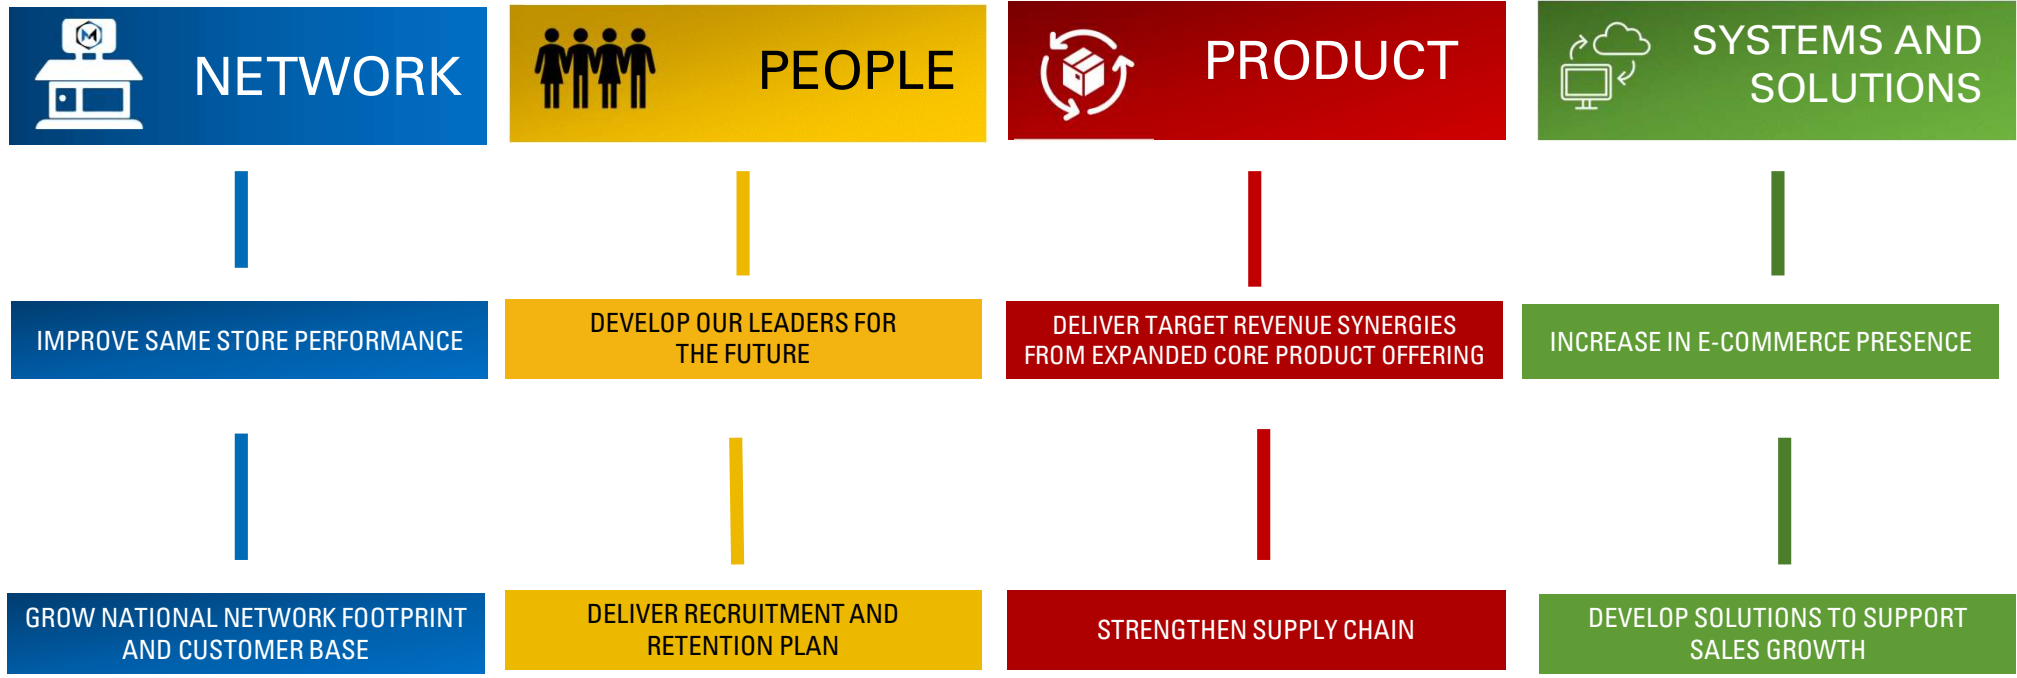 M
NETWORK
PEOPLE
PRODUCT
SYSTEMS AND
SOLUTIONS
IMPROVE SAME STORE PERFORMANCE
DEVELOP OUR LEADERS FOR
THE FUTURE
DELIVER TARGET REVENUE SYNERGIES
FROM EXPANDED CORE PRODUCT OFFERING
INCREASE IN E-COMMERCE PRESENCE
GROW NATIONAL NETWORK FOOTPRINT
AND CUSTOMER BASE
DELIVER RECRUITMENT AND
RETENTION PLAN
STRENGTHEN SUPPLY CHAIN
DEVELOP SOLUTIONS TO SUPPORT
SALES GROWTH